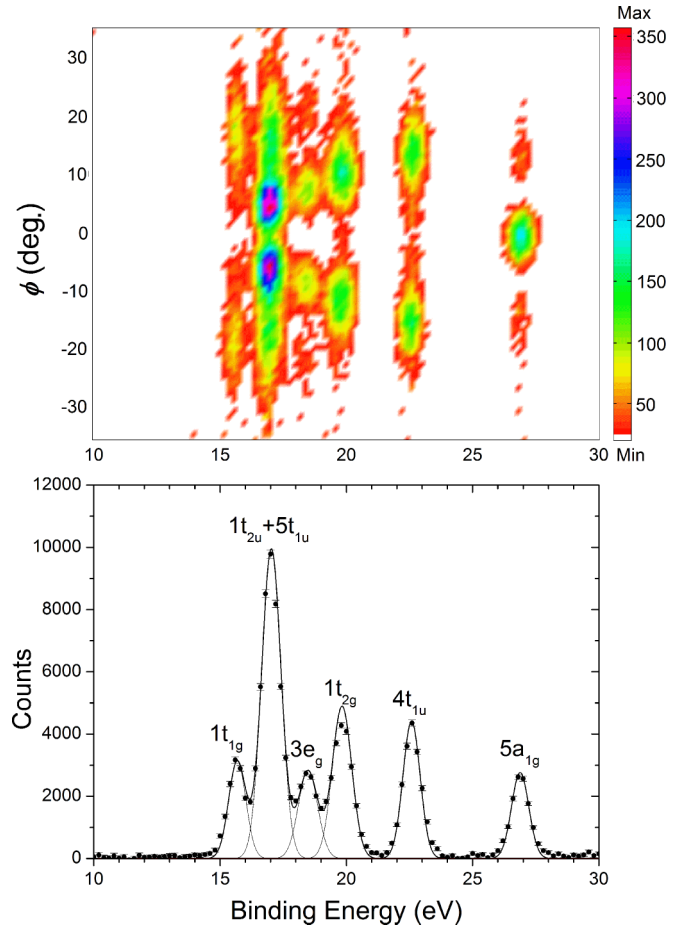 Max
350
300
250
200
150
100
50
Min
30
20
10
0
-10
-20
-30
ϕ (deg.)
10 15 20 25 30
12000
10000
8000
6000
4000
2000
0
Counts
1t2u+5t1u
1t1g
3eg
1t2g
4t1u
5a1g
10 15 20 25 30
Binding Energy (eV)